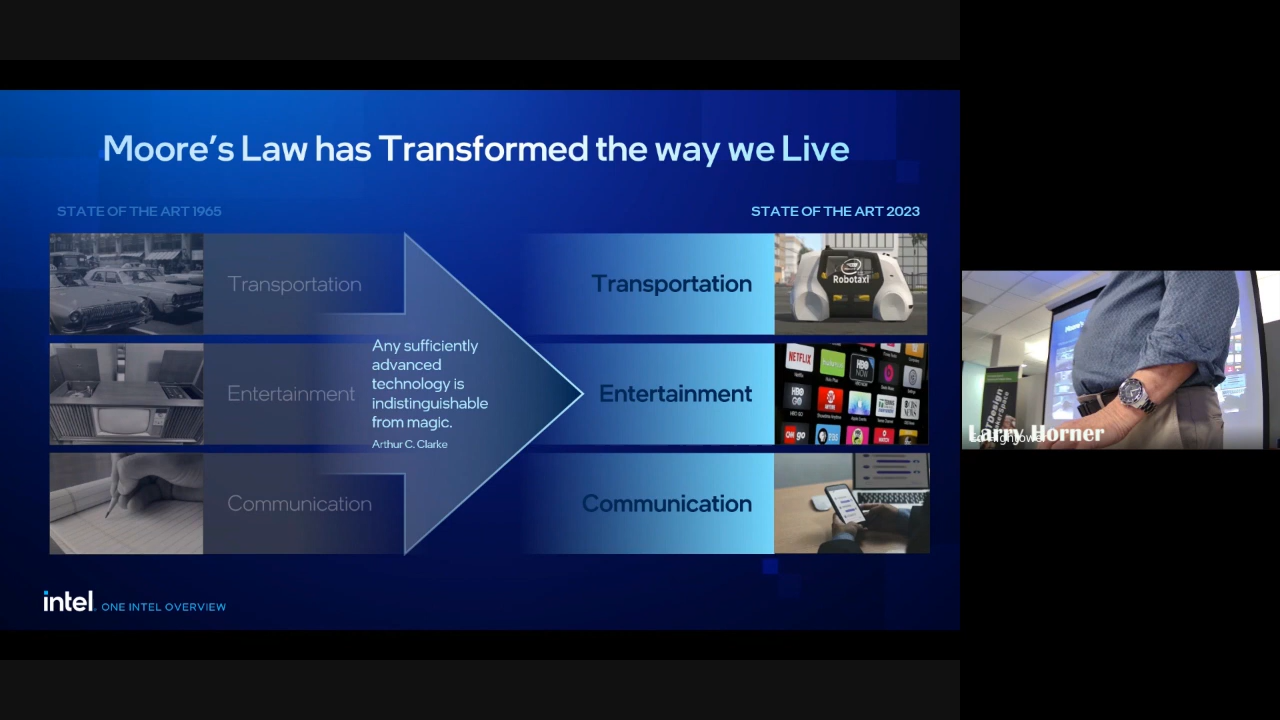 Moore's Law has Transformed the way we Live
STATE OF THE ART 1965
STATE OF THE ART 2023
Transportation
Transportation
Robotaxi
Any sufficiently
advanced
technology is
indistinguishable
from magic.
Arthur C. Clarke
Entertainment
Entertainment
NETFLIX
HBO
NOW
HBO
GO
Communication
Communication
intel. ONE INTEL OVERVIEW
Larry Horner